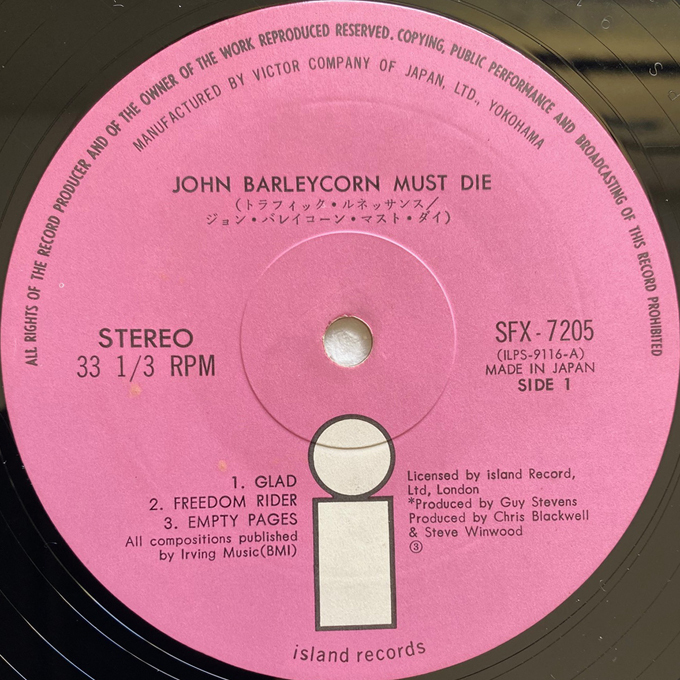 ALL RIGHTS OF THE RECORD PRODUCER AND OF THE OWNER OF THE WORK REPRODUCED RESERVED. COPYING, PUBLIC PERFORMANCE AND BROADCASTING OF THIS RECORD PROHIBITED
MANUFACTURED BY VICTOR COMPANY OF JAPAN, LTD., YOKOHAMA
JOHN BARLEYCORN MUST DIE
(トラフィック・ルネッサンス/
ジョン・バレイコーン・マスト・ダイ)
STEREO
33 1/3 RPM
SFX-7205
(ILPS-9116-A)
MADE IN JAPAN
SIDE 1
1. GLAD
2. FREEDOM RIDER
3. EMPTY PAGES
All compositions published
by Irving Music(BMI)
Licensed by island Record,
Ltd, London
*Produced by Guy Stevens
Produced by Chris Blackwell
& Steve Winwood
③
i
island records